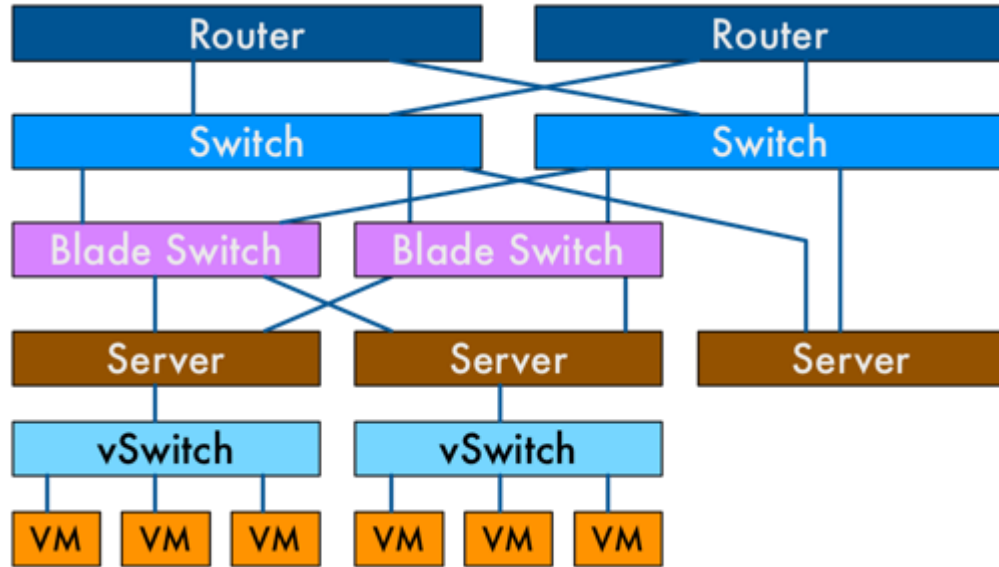 Router Router
Switch Switch
Blade Switch Blade Switch
Server Server Server
vSwitch vSwitch
VM VM VM VM VM VM